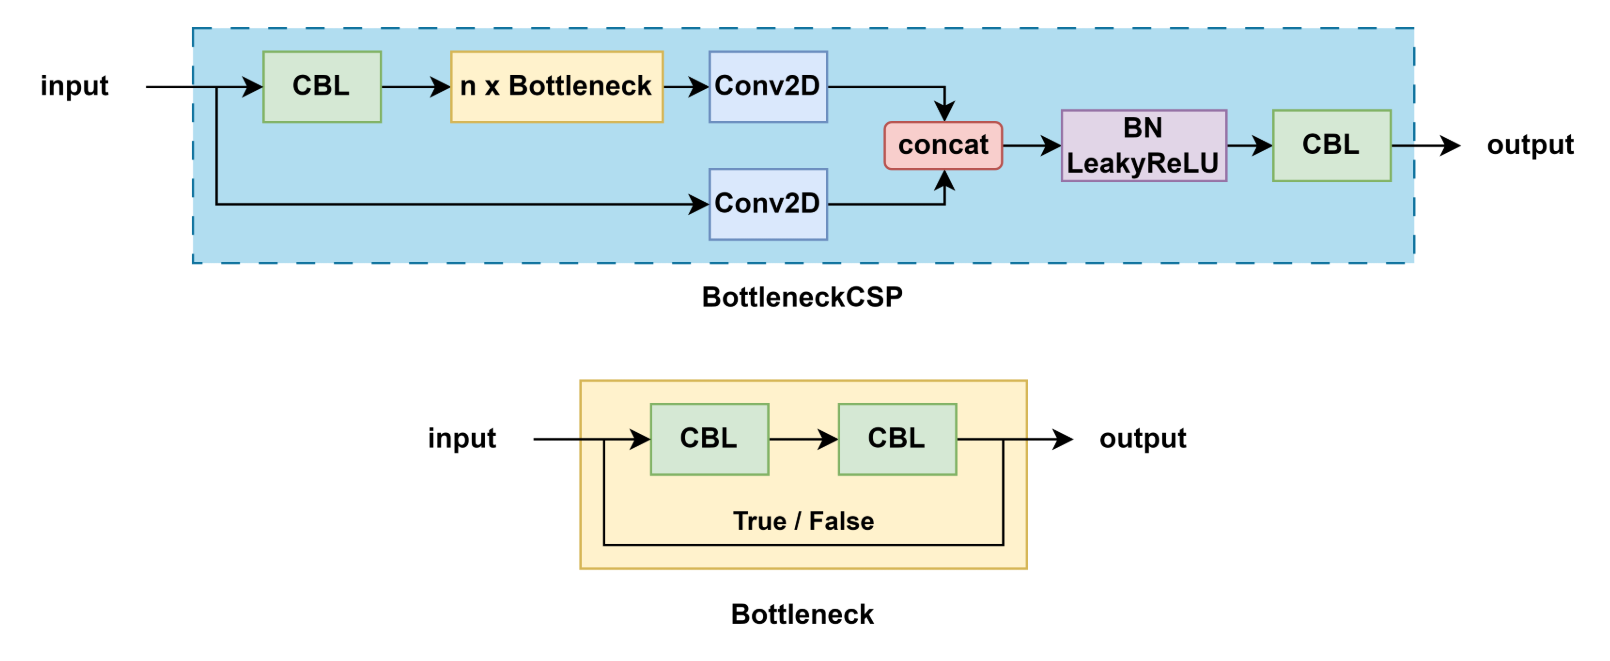 input
CBL
n x Bottleneck
Conv2D
concat
BN
LeakyReLU
CBL
output
Conv2D
BottleneckCSP
input
CBL
CBL
output
True / False
Bottleneck